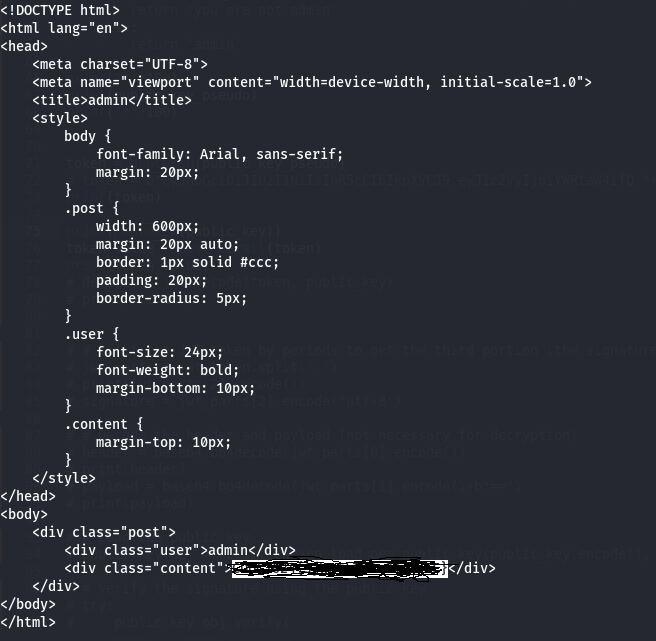 <!DOCTYPE html>
<html lang="en">
<head>
    <meta charset="UTF-8">
    <meta name="viewport" content="width=device-width, initial-scale=1.0">
    <title>admin</title>
    <style>
        body {
            font-family: Arial, sans-serif;
            margin: 20px;
        }
        .post {
            width: 600px;
            margin: 20px auto;
            border: 1px solid #ccc;
            padding: 20px;
            border-radius: 5px;
        }
        .user {
            font-size: 24px;
            font-weight: bold;
            margin-bottom: 10px;
        }
        .content {
            margin-top: 10px;
        }
    </style>
</head>
<body>
    <div class="post">
        <div class="user">admin</div>
        <div class="content"></div>
    </div>
</body>
</html>